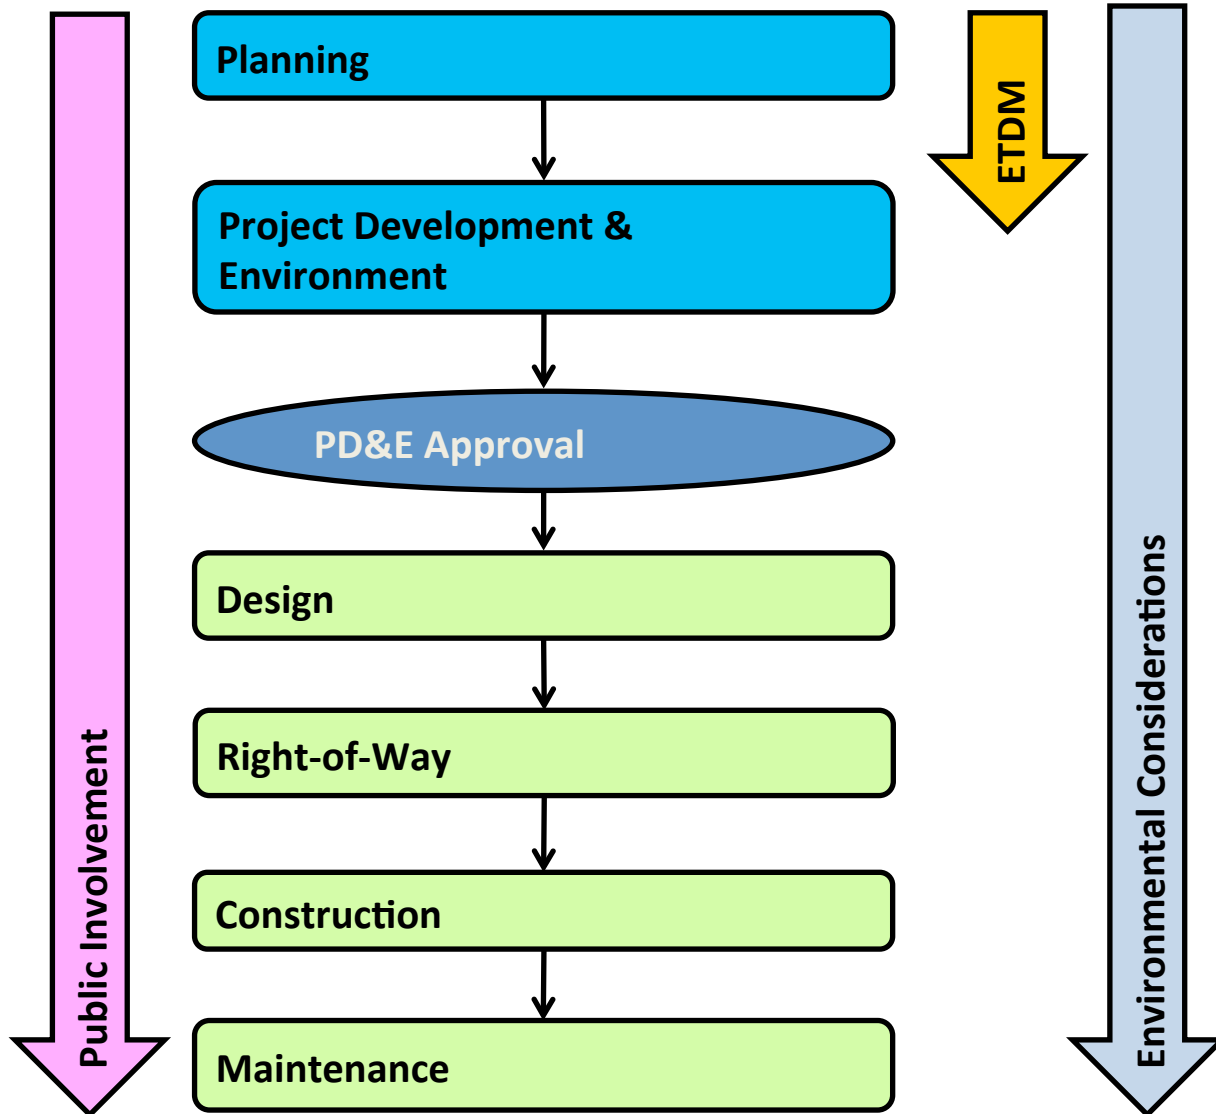 Planning
Project Development &
Environment
PD&E Approval
Design
Right-of-Way
Construction
Maintenance
Public Involvement
ETDM
Environmental Considerations